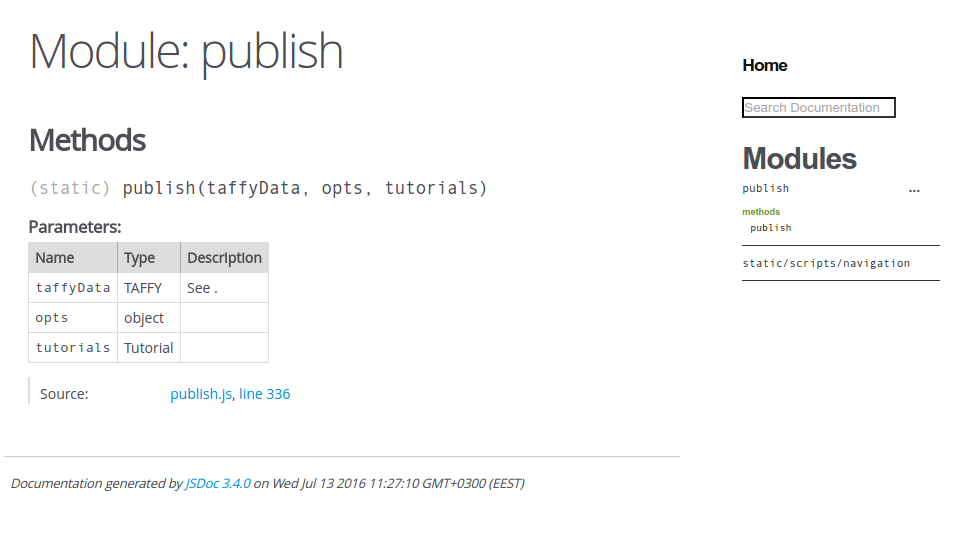 Module: publish
Methods
(static) publish(taffyData, opts, tutorials)
Parameters:
Name Type Description
taffyData TAFFY See .
opts object
tutorials Tutorial
Source: publish.js, line 336
Documentation generated by JSDoc 3.4.0 on Wed Jul 13 2016 11:27:10 GMT+0300 (EEST)
Home
Search Documentation
Modules
publish ...
methods
publish
static/scripts/navigation